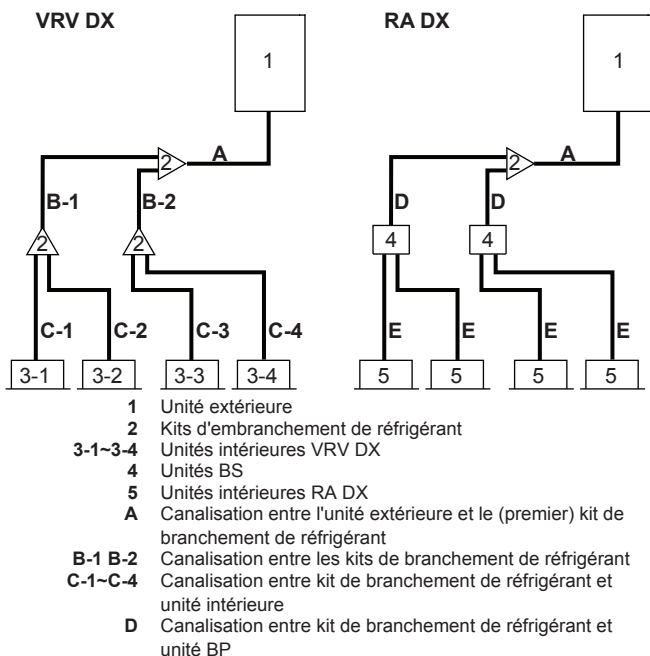 VRV DX RA DX
1 1
2 A 2 A
B-1 B-2 D D
2 2 4 4
C-1 C-2 C-3 C-4 E E E E
3-1 3-2 3-3 3-4 5 5 5 5
1 Unité extérieure
2 Kits d'embranchement de réfrigérant
3-1~3-4 Unités intérieures VRV DX
4 Unités BS
5 Unités intérieures RA DX
A Canalisation entre l'unité extérieure et le (premier) kit de
branchement de réfrigérant
B-1 B-2 Canalisation entre les kits de branchement de réfrigérant
C-1~C-4 Canalisation entre kit de branchement de réfrigérant et
unité intérieure
D Canalisation entre kit de branchement de réfrigérant et
unité BP